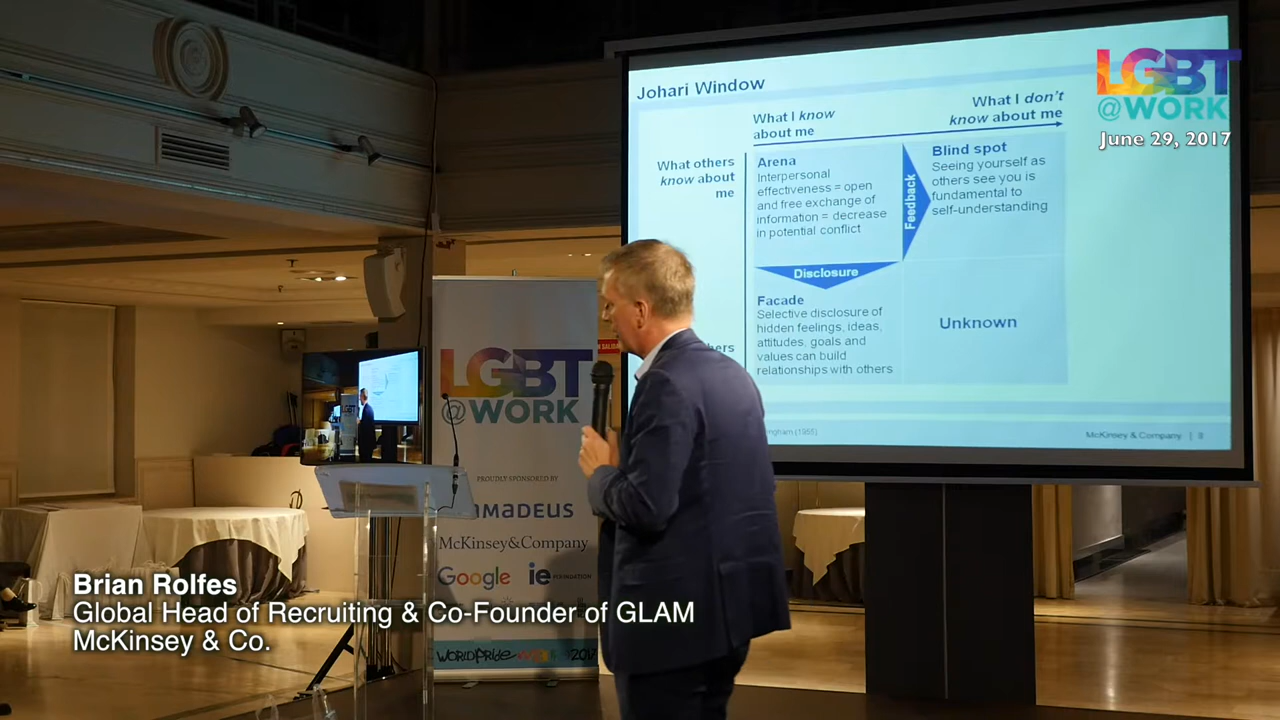 LGBT
@WORK
June 29, 2017
Johari Window
What I know
about me
What I don't
know about me
What others
know about
me
Arena
Interpersonal
effectiveness = open
and free exchange of
information = decrease
in potential conflict
Feedback
Blind spot
Seeing yourself as
others see you is
fundamental to
self-understanding
Disclosure
Facade
Selective disclosure of
hidden feelings, ideas,
attitudes, goals and
values can build
relationships with others
Unknown
(1955)
McKinsey & Company
LGBT
@WORK
PROUDLY SPONSORED BY
AMADEUS
McKinsey&Company
Google
ie FOUNDATION
WORLDPRIDE
Brian Rolfes
Global Head of Recruiting & Co-Founder of GLAM
McKinsey & Co.